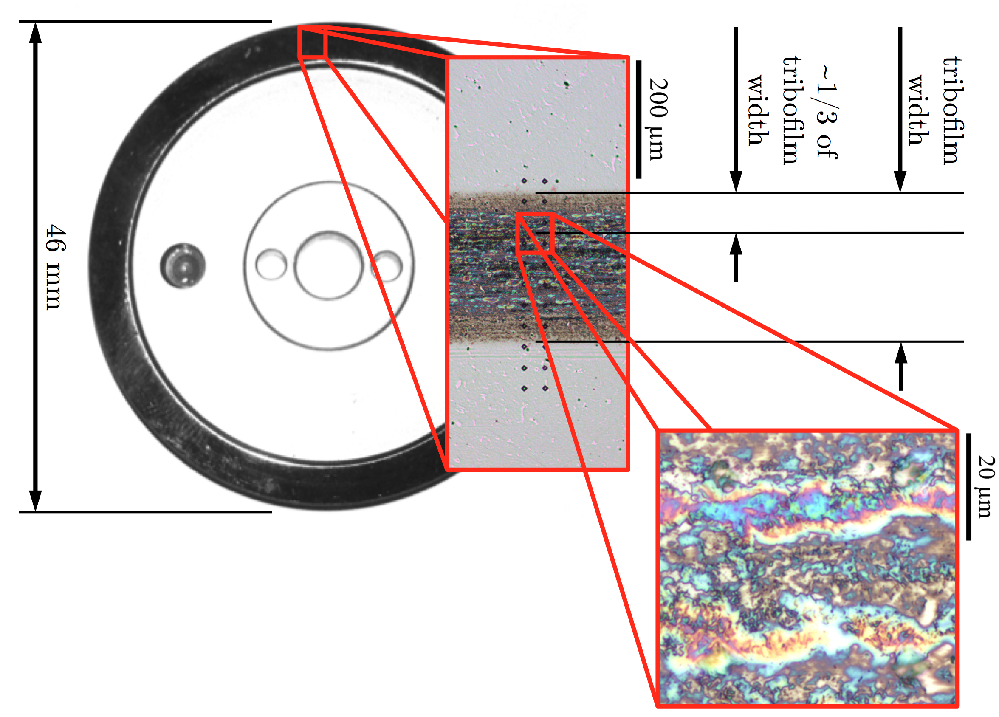 46 mm
200 µm
~1/3 of
tribofilm
width
tribofilm
width
20 µm